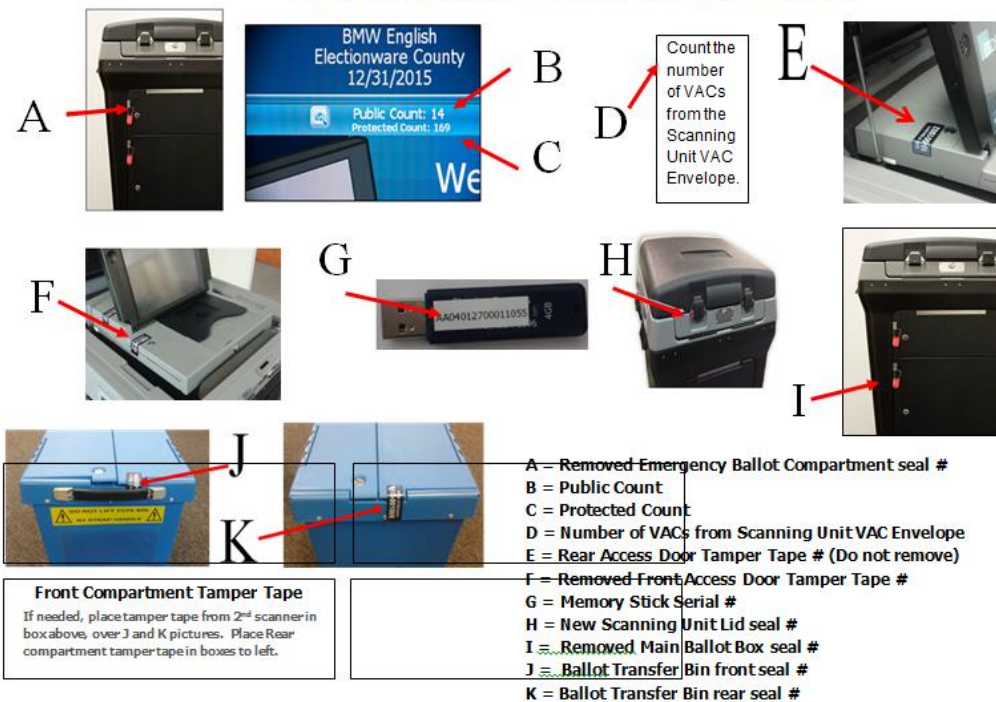 A
BMW English
Electionware County
12/31/2015
Public Count: 14
Protected Count: 169
We
B
C
D
Count the
number
of VACs
from the
Scanning
Unit VAC
Envelope.
E
F
G
AA04012700011055
4GB
H
I
J
DO NOT LIFT TOTE BIN
BY STRAP HANDLE
K
A = Removed Emergency Ballot Compartment seal #
B = Public Count
C = Protected Count
D = Number of VACs from Scanning Unit VAC Envelope
E = Rear Access Door Tamper Tape # (Do not remove)
F = Removed Front Access Door Tamper Tape #
G = Memory Stick Serial #
H = New Scanning Unit Lid seal #
I = Removed Main Ballot Box seal #
J = Ballot Transfer Bin front seal #
K = Ballot Transfer Bin rear seal #
Front Compartment Tamper Tape
If needed, place tamper tape from 2nd scanner in
box above, over J and K pictures. Place Rear
compartment tamper tape in boxes to left.